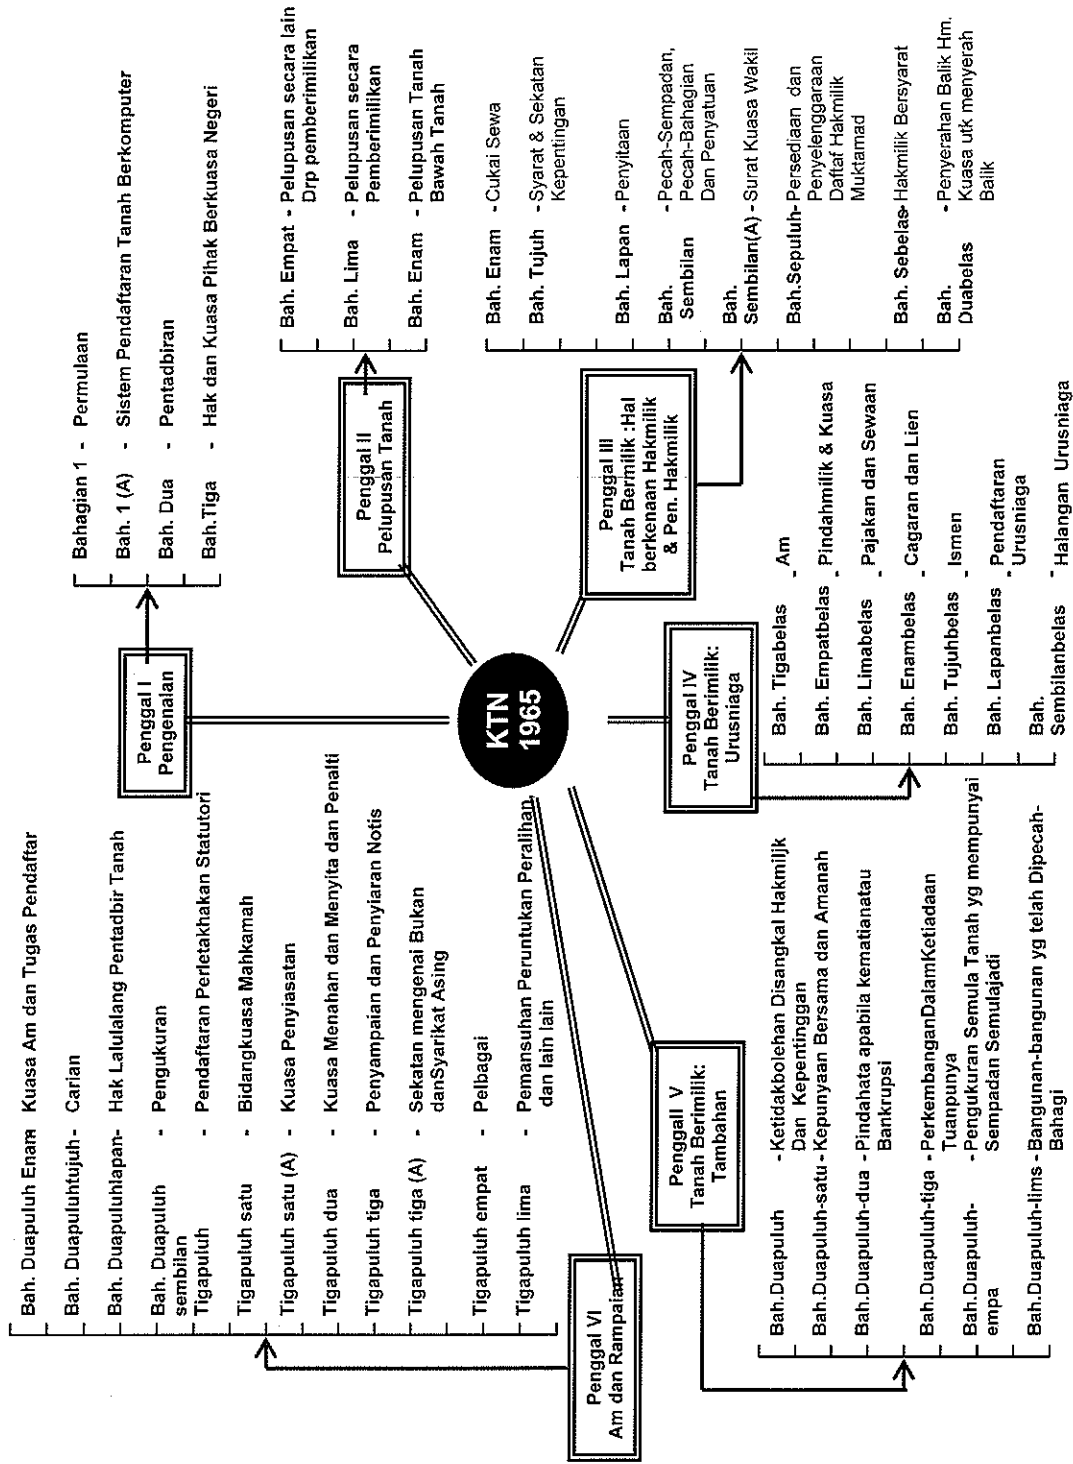 KTN
1965
Penggal I
Pengenalan
Bahagian 1 - Permulaan
Bah. 1 (A) - Sistem Pendaftaran Tanah Berkomputer
Bah. Dua - Pentadbiran
Bah.Tiga - Hak dan Kuasa Pihak Berkuasa Negeri
Penggal II
Pelupusan Tanah
Bah. Empat - Pelupusan secara lain
Drp pemberimilikan
Bah. Lima - Pelupusan secara
Pemberimilikan
Bah. Enam - Pelupusan Tanah
Bawah Tanah
Penggal III
Tanah Bermilik :Hal
berkenaan Hakmilik
& Pen. Hakmilik
Bah. Enam - Cukai Sewa
Bah. Tujuh - Syarat & Sekatan
Kepentingan
Bah. Lapan - Penyitaan
Bah. - Pecah-Sempadan,
Sembilan Pecah-Bahagian
Dan Penyatuan
Bah.
Sembilan(A) - Surat Kuasa Wakil
Bah.Sepuluh- Persediaan dan
Penyelenggaraan
Daftaf Hakmilik
Muktamad
Bah. Sebelas- Hakmilik Bersyarat
Bah. - Penyerahan Balik Hm.
Duabelas Kuasa utk menyerah
Balik
Penggal IV
Tanah Berimilik:
Urusniaga
Bah. Tigabelas - Am
Bah. Empatbelas - Pindahmilik & Kuasa
Bah. Limabelas - Pajakan dan Sewaan
Bah. Enambelas - Cagaran dan Lien
Bah. Tujuhbelas - Ismen
Bah. Lapanbelas - Pendaftaran
Urusniaga
Bah.
Sembilanbelas - Halangan Urusniaga
Penggal V
Tanah Berimilik:
Tambahan
Bah.Duapuluh - Ketidakbolehan Disangkal Hakmiljk
Dan Kepentinggan
Bah.Duapuluh-satu - Kepunyaan Bersama dan Amanah
Bah.Duapuluh-dua - Pindahata apabila kematianatau
Bankrupsi
Bah.Duapuluh-tiga - PerkembanganDalamKetiadaan
Tuanpunya
Bah.Duapuluh- - Pengukuran Semula Tanah yg mempunyai
empa Sempadan Semulajadi
Bah.Duapuluh-lims - Bangunan-bangunan yg telah Dipecah-
Bahagi
Penggal VI
Am dan Rampaian
Bah. Duapuluh Enam - Kuasa Am dan Tugas Pendaftar
Bah. Duapuluhtujuh - Carian
Bah. Duapuluhlapan- Hak Lalulalang Pentadbir Tanah
Bah. Duapuluh - Pengukuran
sembilan
Tigapuluh - Pendaftaran Perletakhakan Statutori
Tigapuluh satu - Bidangkuasa Mahkamah
Tigapuluh satu (A) - Kuasa Penyiasatan
Tigapuluh dua - Kuasa Menahan dan Menyita dan Penalti
Tigapuluh tiga - Penyampaian dan Penyiaran Notis
Tigapuluh tiga (A) - Sekatan mengenai Bukan
danSyarikat Asing
Tigapuluh empat - Pelbagai
Tigapuluh lima - Pemansuhan Peruntukan Peralihan
dan lain lain